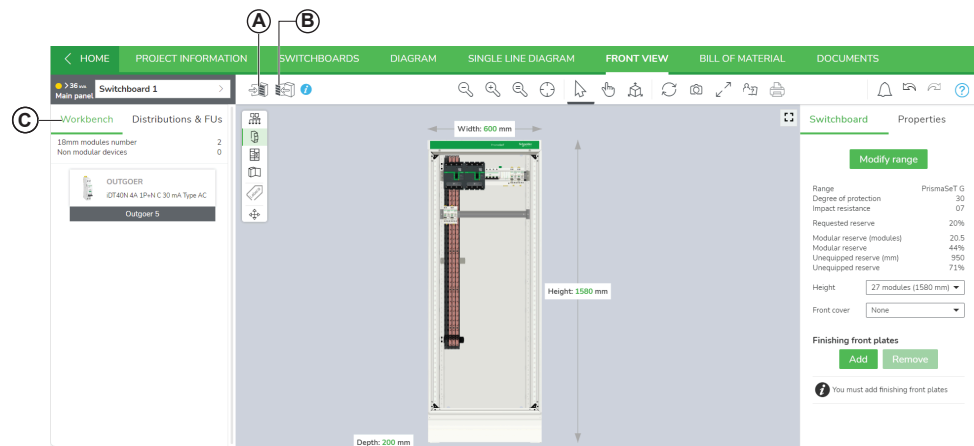 A B
HOME PROJECT INFORMATION SWITCHBOARDS DIAGRAM SINGLE LINE DIAGRAM FRONT VIEW BILL OF MATERIAL DOCUMENTS
Main panel Switchboard 1
C
Workbench Distributions & FUs
18mm modules number 2
Non modular devices 0
OUTGOER
iDT40N 4A 1P+N C 30 mA Type AC
Outgoer 5
Width: 600 mm
Height: 1580 mm
Depth: 200 mm
Switchboard Properties
Modify range
Range PrismaSeT G
Degree of protection 30
Impact resistance 07
Requested reserve 20%
Modular reserve (modules) 20.5
Modular reserve 44%
Unequipped reserve (mm) 950
Unequipped reserve 71%
Height 27 modules (1580 mm)
Front cover None
Finishing front plates
Add Remove
You must add finishing front plates